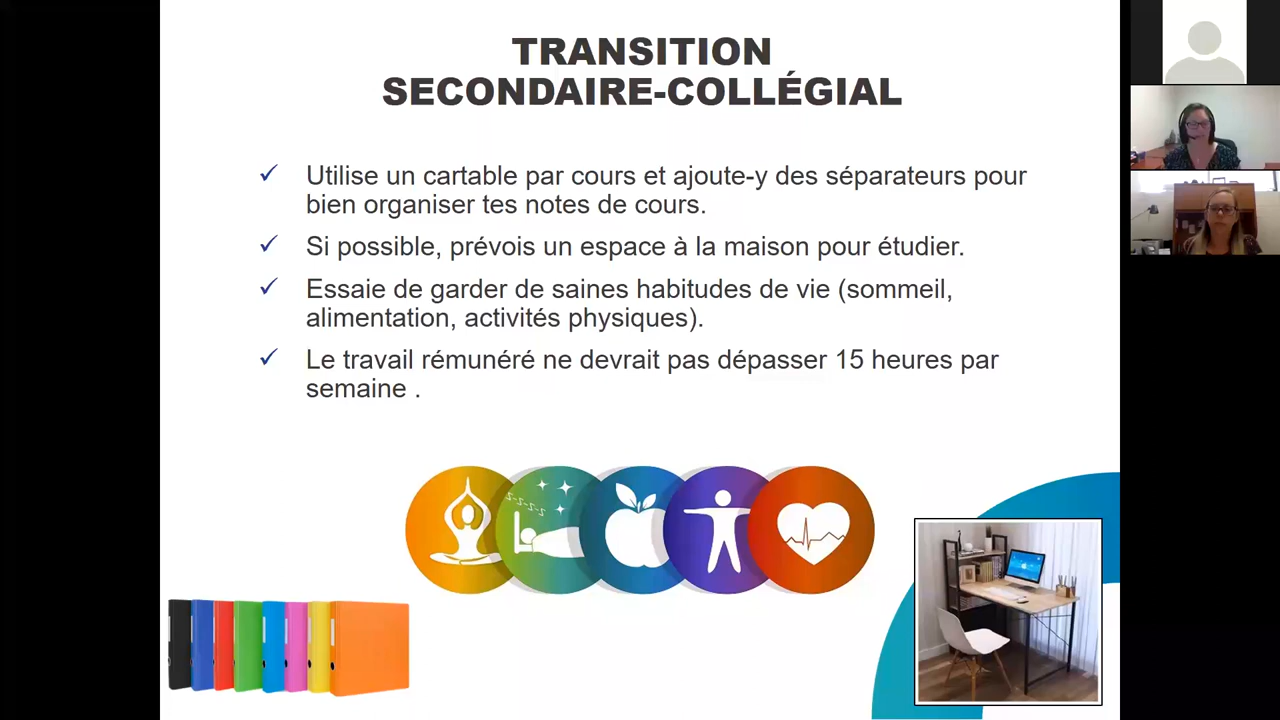 TRANSITION
SECONDAIRE-COLLÉGIAL
✓ Utilise un cartable par cours et ajoute-y des séparateurs pour
bien organiser tes notes de cours.
✓ Si possible, prévois un espace à la maison pour étudier.
✓ Essaie de garder de saines habitudes de vie (sommeil,
alimentation, activités physiques).
✓ Le travail rémunéré ne devrait pas dépasser 15 heures par
semaine .